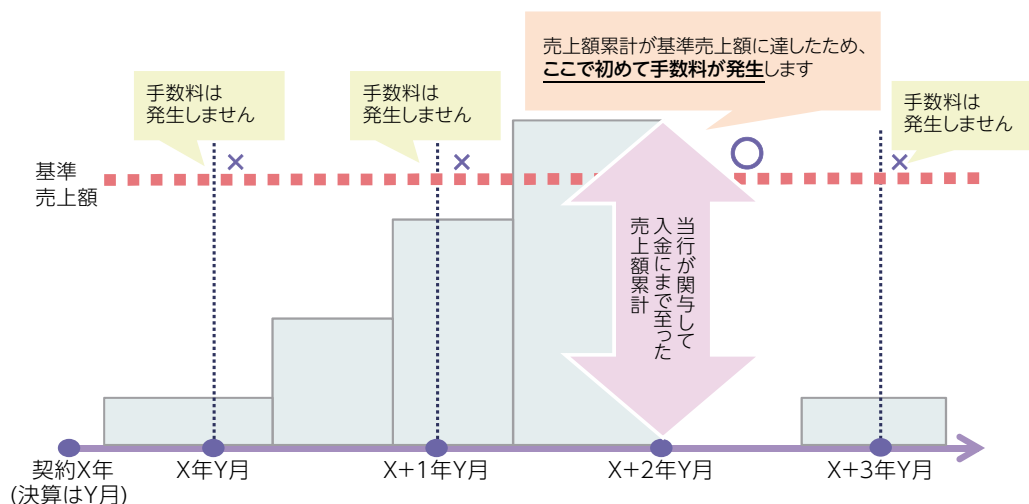 売上額累計が基準売上額に達したため、
ここで初めて手数料が発生します
手数料は
発生しません
手数料は
発生しません
手数料は
発生しません
×
×
×
基準
売上額
当行が関与して
入金にまで至った
売上額累計
契約X年
(決算はY月)
X年Y月
X+1年Y月
X+2年Y月
X+3年Y月